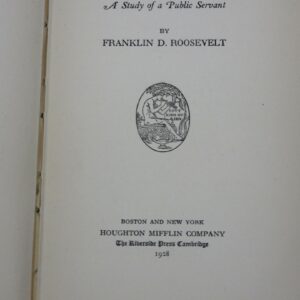 A Study of a Public Servant
BY
FRANKLIN D. ROOSEVELT
BOSTON AND NEW YORK
HOUGHTON MIFFLIN COMPANY
The Riverside Press Cambridge
1928